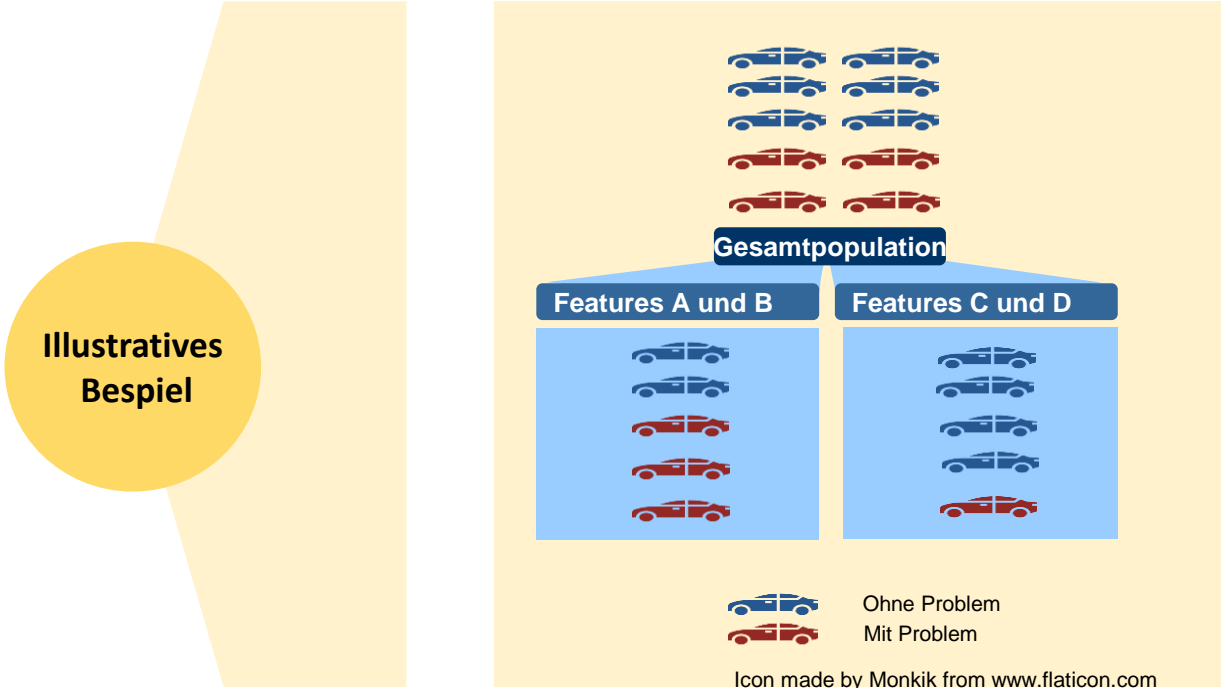 Illustratives
Bespiel
Gesamtpopulation
Features A und B
Features C und D
Ohne Problem
Mit Problem
Icon made by Monkik from www.flaticon.com